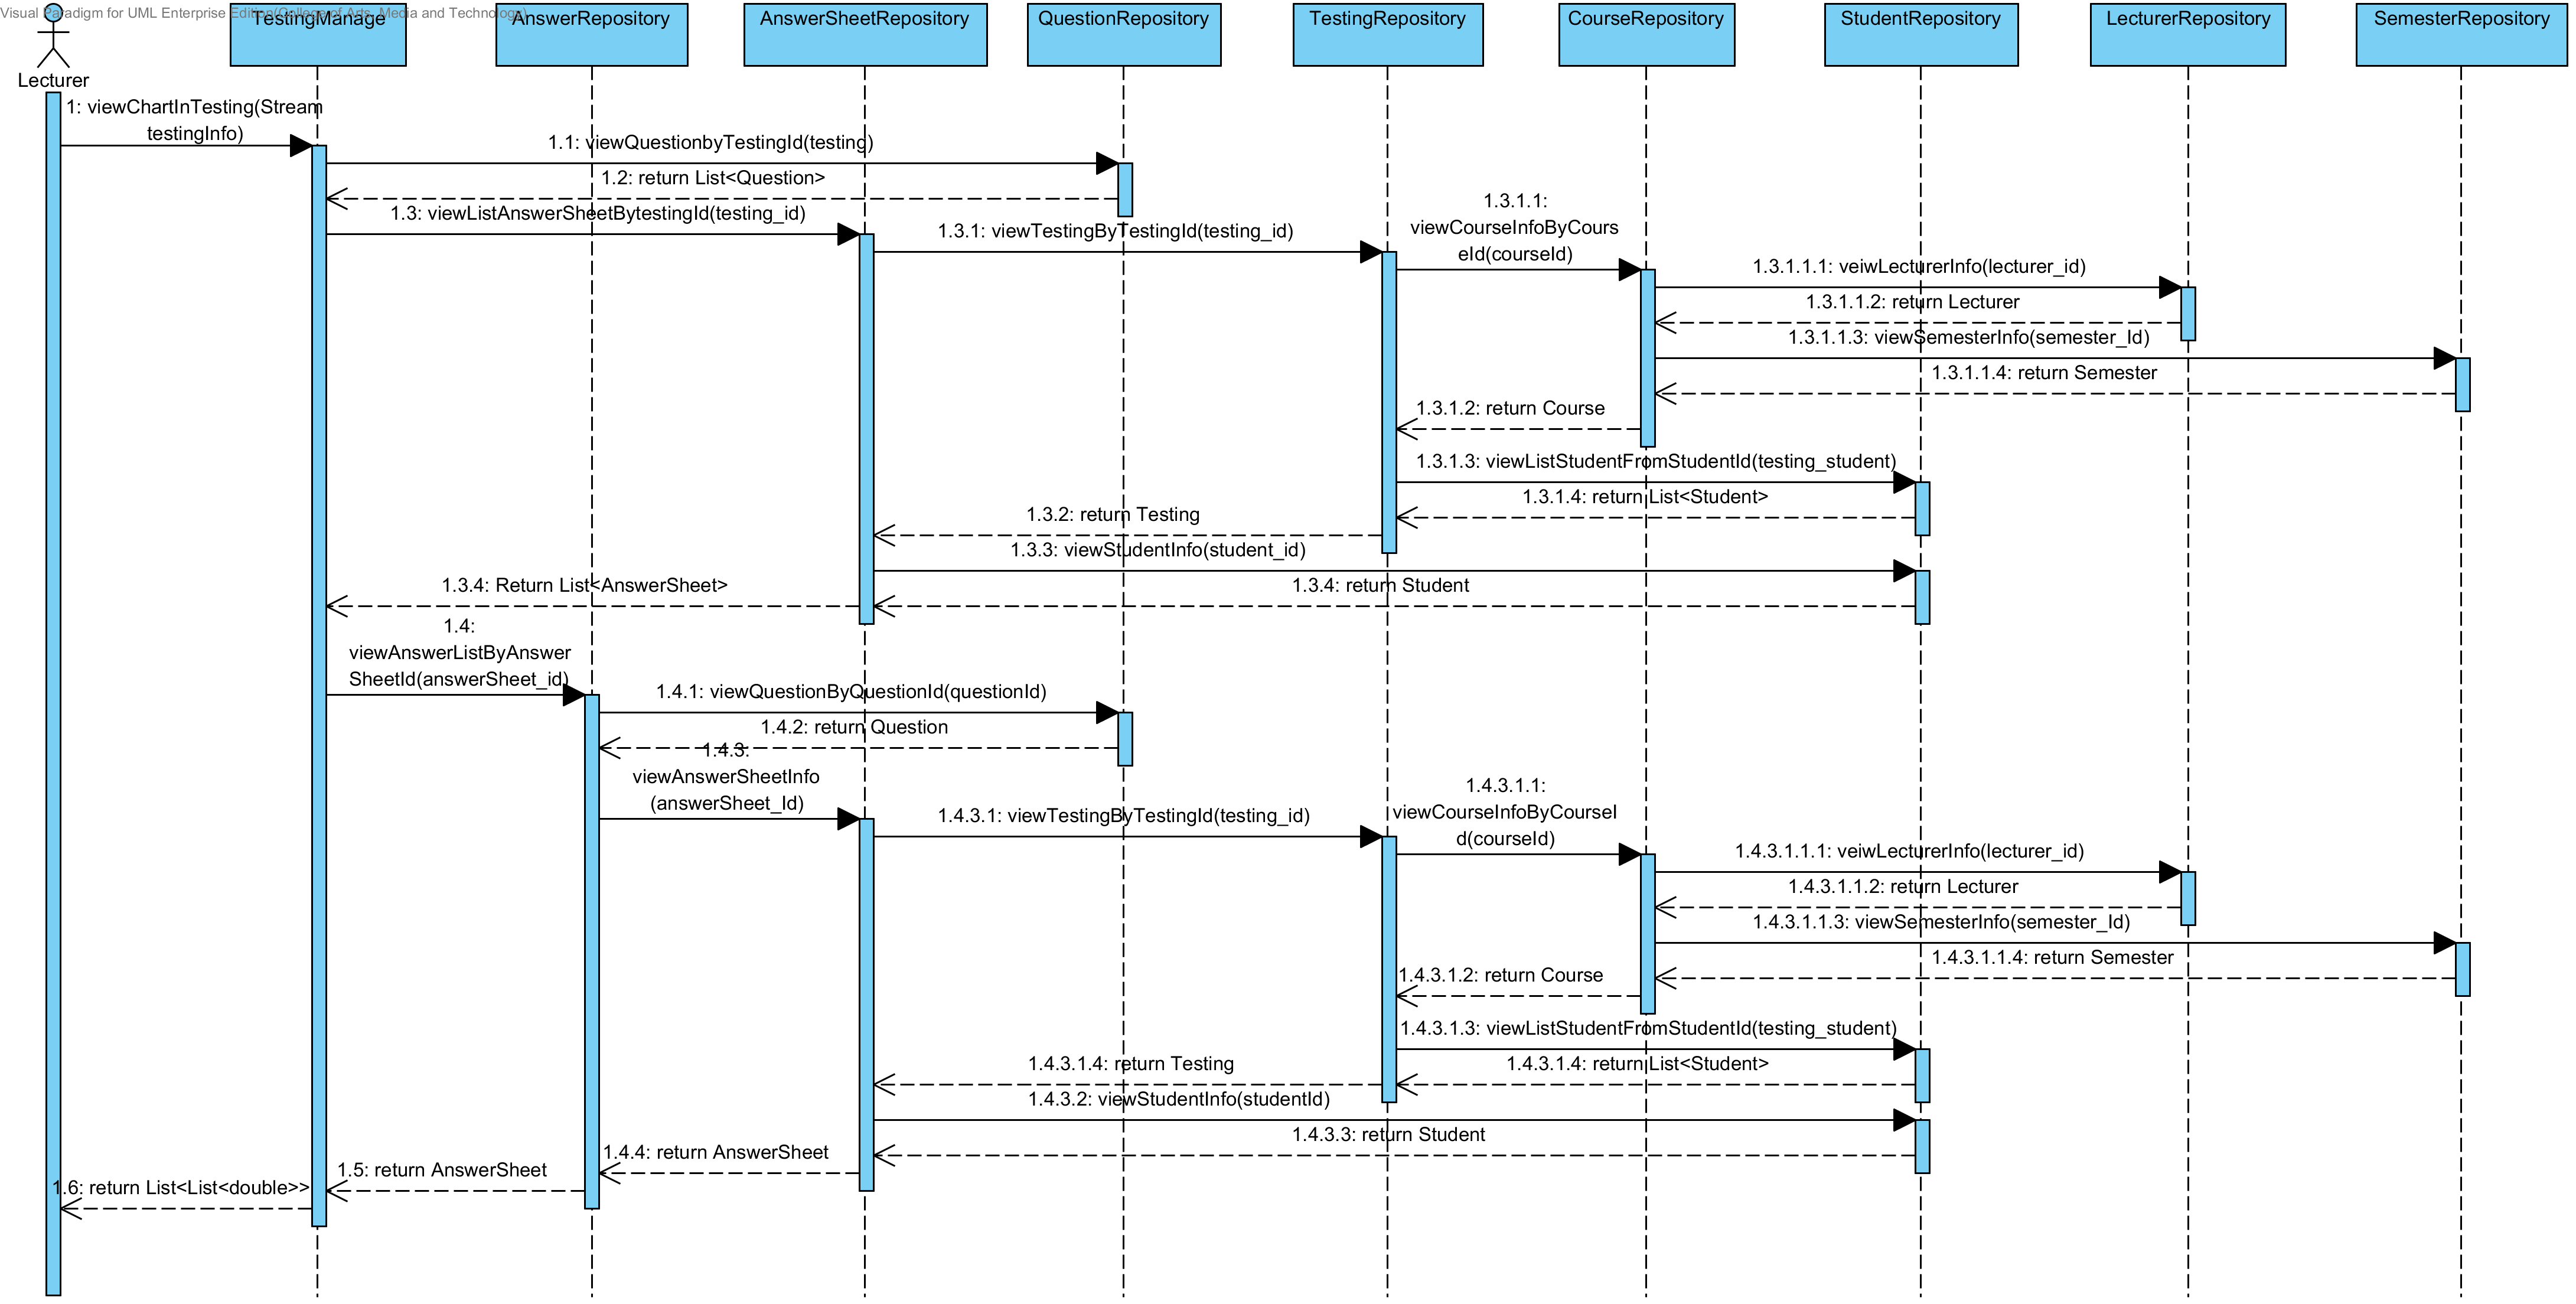 Visual Paradigm for UML Enterprise Edition(College of Arts, Media and Technology)
TestingManage
AnswerRepository
AnswerSheetRepository
QuestionRepository
TestingRepository
CourseRepository
StudentRepository
LecturerRepository
SemesterRepository
Lecturer
1: viewChartInTesting(Stream
testingInfo)
1.1: viewQuestionbyTestingId(testing)
1.2: return List<Question>
1.3: viewListAnswerSheetBytestingId(testing_id)
1.3.1: viewTestingByTestingId(testing_id)
1.3.1.1:
viewCourseInfoByCours
eId(courseId)
1.3.1.1.1: veiwLecturerInfo(lecturer_id)
1.3.1.1.2: return Lecturer
1.3.1.1.3: viewSemesterInfo(semester_Id)
1.3.1.1.4: return Semester
1.3.1.2: return Course
1.3.1.3: viewListStudentFromStudentId(testing_student)
1.3.1.4: return List<Student>
1.3.2: return Testing
1.3.3: viewStudentInfo(student_id)
1.3.4: Return List<AnswerSheet>
1.3.4: return Student
1.4:
viewAnswerListByAnswer
SheetId(answerSheet_id)
1.4.1: viewQuestionByQuestionId(questionId)
1.4.2: return Question
1.4.3:
viewAnswerSheetInfo
(answerSheet_Id)
1.4.3.1: viewTestingByTestingId(testing_id)
1.4.3.1.1:
viewCourseInfoByCourseI
d(courseId)
1.4.3.1.1.1: veiwLecturerInfo(lecturer_id)
1.4.3.1.1.2: return Lecturer
1.4.3.1.1.3: viewSemesterInfo(semester_Id)
1.4.3.1.1.4: return Semester
1.4.3.1.2: return Course
1.4.3.1.3: viewListStudentFromStudentId(testing_student)
1.4.3.1.4: return Testing
1.4.3.1.4: return List<Student>
1.4.3.2: viewStudentInfo(studentId)
1.4.3.3: return Student
1.4.4: return AnswerSheet
1.5: return AnswerSheet
1.6: return List<List<double>>